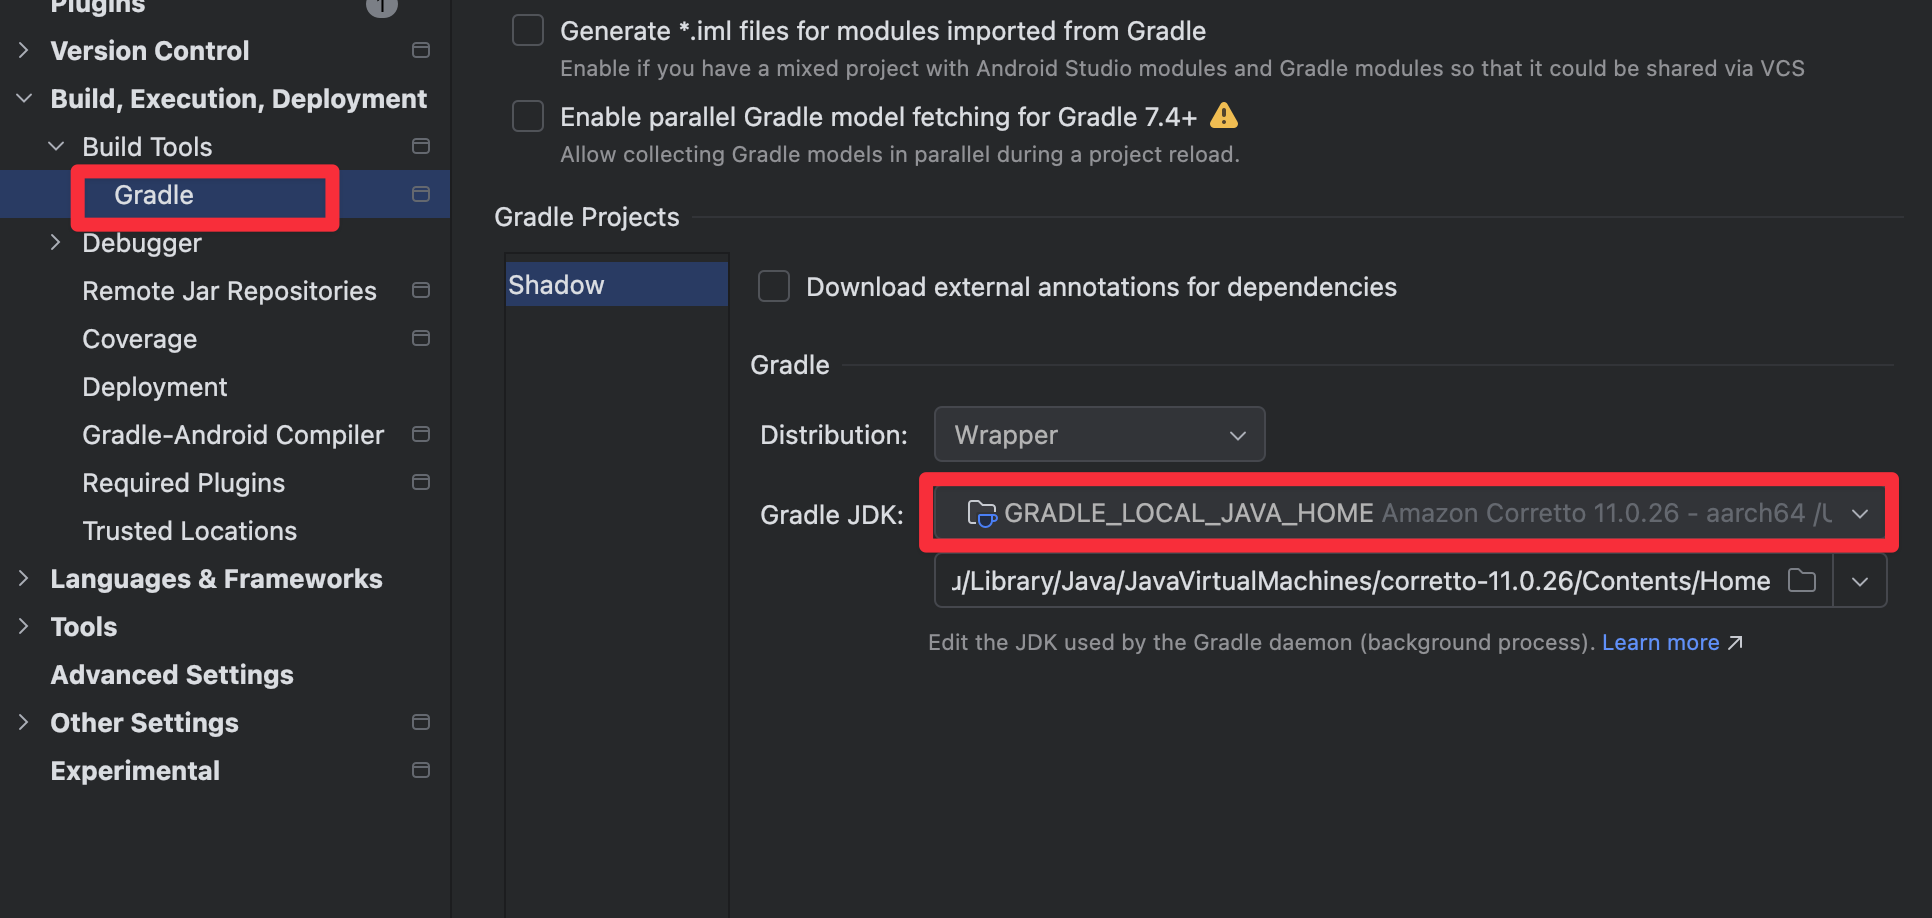 Plugins
1
Version Control
Build, Execution, Deployment
Build Tools
Gradle
Debugger
Remote Jar Repositories
Coverage
Deployment
Gradle-Android Compiler
Required Plugins
Trusted Locations
Languages & Frameworks
Tools
Advanced Settings
Other Settings
Experimental
Generate *.iml files for modules imported from Gradle
Enable if you have a mixed project with Android Studio modules and Gradle modules so that it could be shared via VCS
Enable parallel Gradle model fetching for Gradle 7.4+
Allow collecting Gradle models in parallel during a project reload.
Gradle Projects
Shadow
Download external annotations for dependencies
Gradle
Distribution: Wrapper
Gradle JDK: GRADLE_LOCAL_JAVA_HOME Amazon Corretto 11.0.26 - aarch64 /U
u/Library/Java/JavaVirtualMachines/corretto-11.0.26/Contents/Home
Edit the JDK used by the Gradle daemon (background process). Learn more ↗